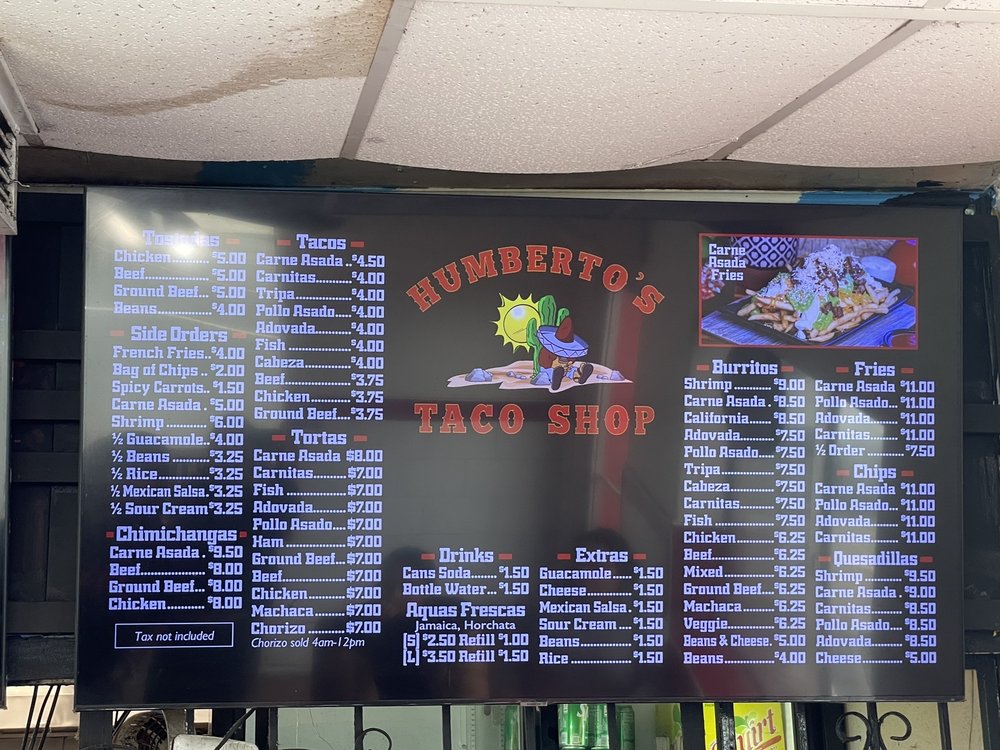 Tostadas
Chicken......... $5.00
Beef.............. $5.00
Ground Beef... $5.00
Beans............ $4.00
Side Orders
French Fries.. $4.00
Bag of Chips .. $2.00
Spicy Carrots.. $1.50
Carne Asada . $5.00
Shrimp........... $6.00
½ Guacamole.. $4.00
½ Beans .......... $3.25
½ Rice............. $3.25
½ Mexican Salsa. $3.25
½ Sour Cream $3.25
Chimichangas
Carne Asada . $9.50
Beef............... $8.00
Ground Beef... $8.00
Chicken.......... $8.00
Tax not included
Tacos
Carne Asada .. $4.50
Carnitas......... $4.00
Tripa.............. $4.00
Pollo Asado.... $4.00
Adovada......... $4.00
Fish ............... $4.00
Cabeza........... $4.00
Beef............... $3.75
Chicken.......... $3.75
Ground Beef... $3.75
Tortas
Carne Asada $8.00
Carnitas........ $7.00
Fish .............. $7.00
Adovada........ $7.00
Pollo Asado.... $7.00
Ham .............. $7.00
Ground Beef.. $7.00
Beef.............. $7.00
Chicken......... $7.00
Machaca ....... $7.00
Chorizo ......... $7.00
Chorizo sold 4am-12pm
HUMBERTO'S
TACO SHOP
Drinks
Cans Soda....... $1.50
Bottle Water... $1.50
Aguas Frescas
Jamaica, Horchata
(S) $2.50 Refill $1.00
(L) $3.50 Refill $1.50
Extras
Guacamole ..... $1.50
Cheese............ $1.50
Mexican Salsa . $1.50
Sour Cream .... $1.50
Beans.............. $1.50
Rice................ $1.50
Carne
Asada
Fries
Burritos
Shrimp ........... $9.00
Carne Asada . $8.50
California....... $8.50
Adovada......... $7.50
Pollo Asado.... $7.50
Tripa.............. $7.50
Cabeza........... $7.50
Carnitas......... $7.50
Fish ............... $7.50
Chicken.......... $6.25
Beef............... $6.25
Mixed............. $6.25
Ground Beef... $6.25
Machaca ........ $6.25
Veggie............ $6.25
Beans & Cheese. $5.00
Beans............. $4.00
Fries
Carne Asada $11.00
Pollo Asado... $11.00
Adovada........ $11.00
Carnitas........ $11.00
½ Order ........ $7.50
Chips
Carne Asada $11.00
Pollo Asado... $11.00
Adovada........ $11.00
Carnitas........ $11.00
Quesadillas
Shrimp .......... $9.50
Carne Asada . $9.00
Carnitas......... $8.50
Pollo Asado.... $8.50
Adovada......... $8.50
Cheese........... $5.00